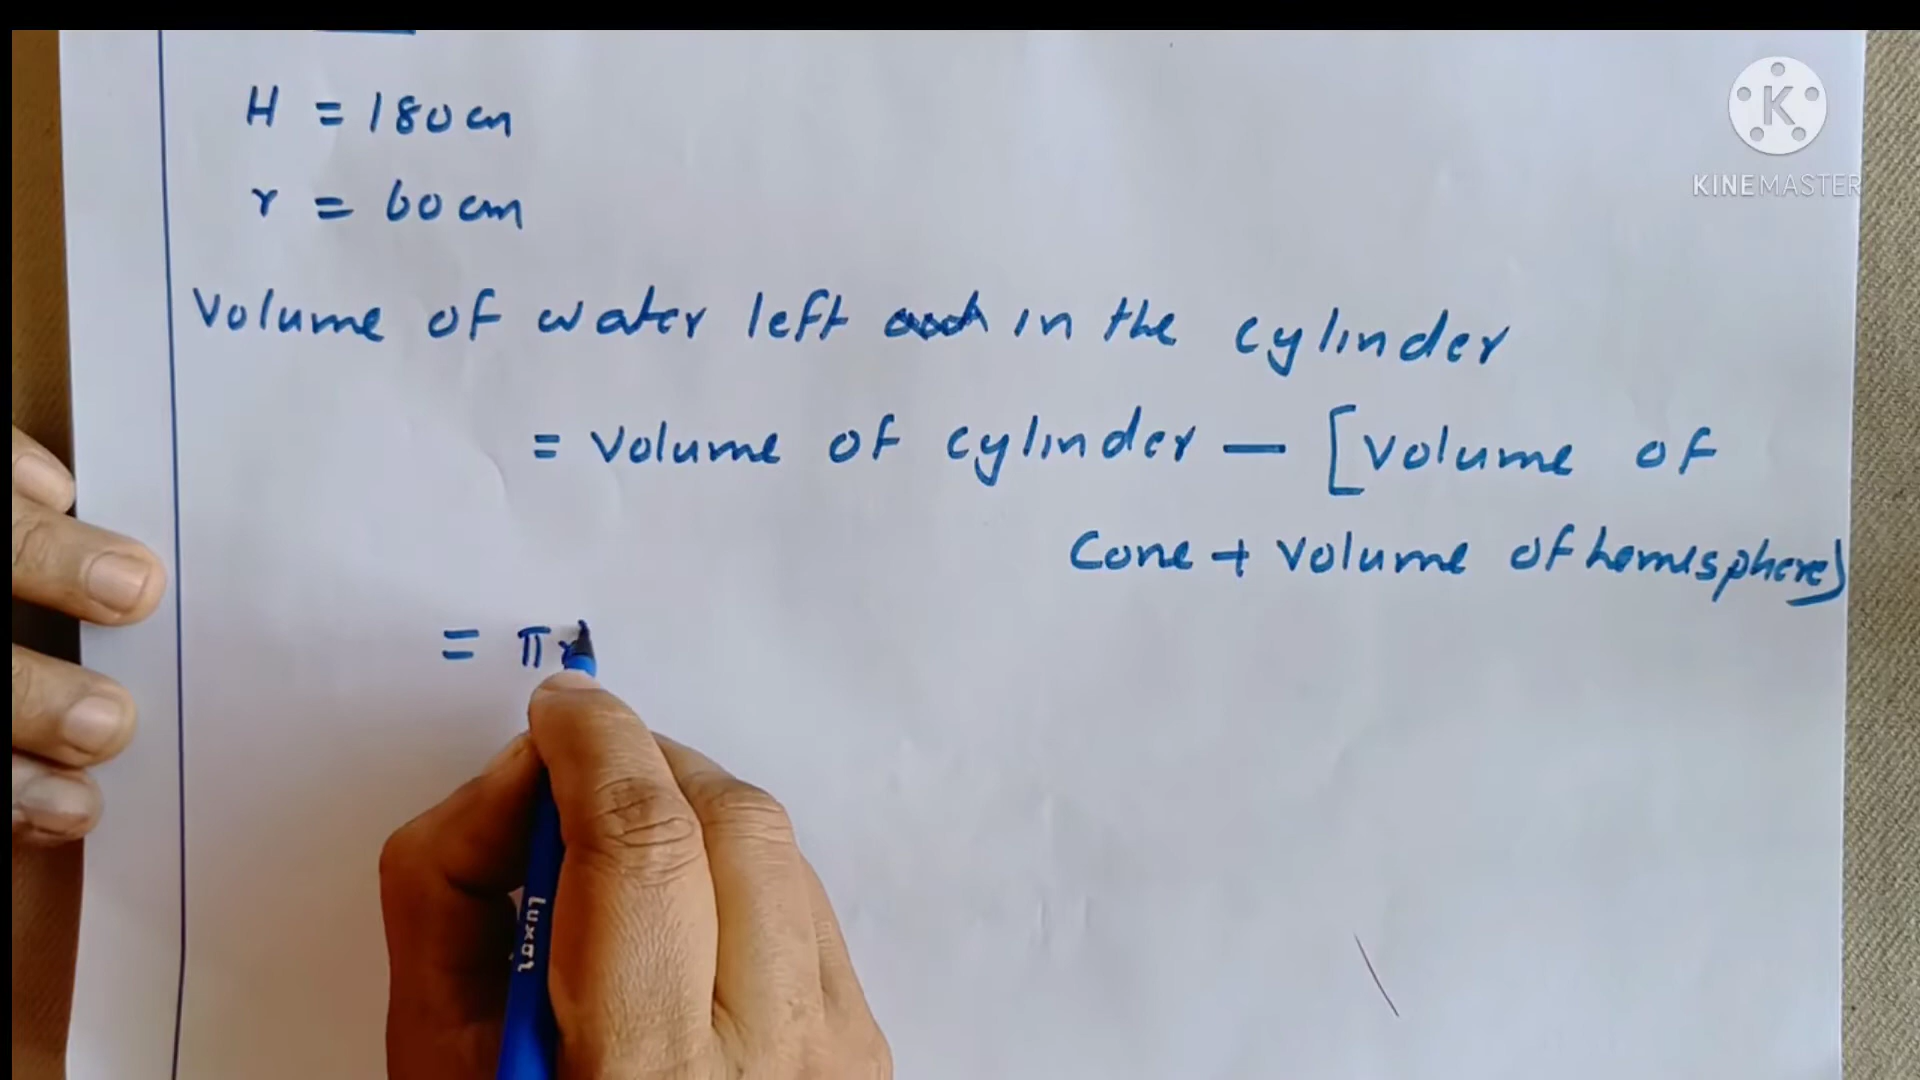 H = 180 cm
r = 60 cm
Volume of water left in the cylinder
= Volume of cylinder - [Volume of
Cone + Volume of hemisphere)
= πr
K
KINEMASTER
Luxor